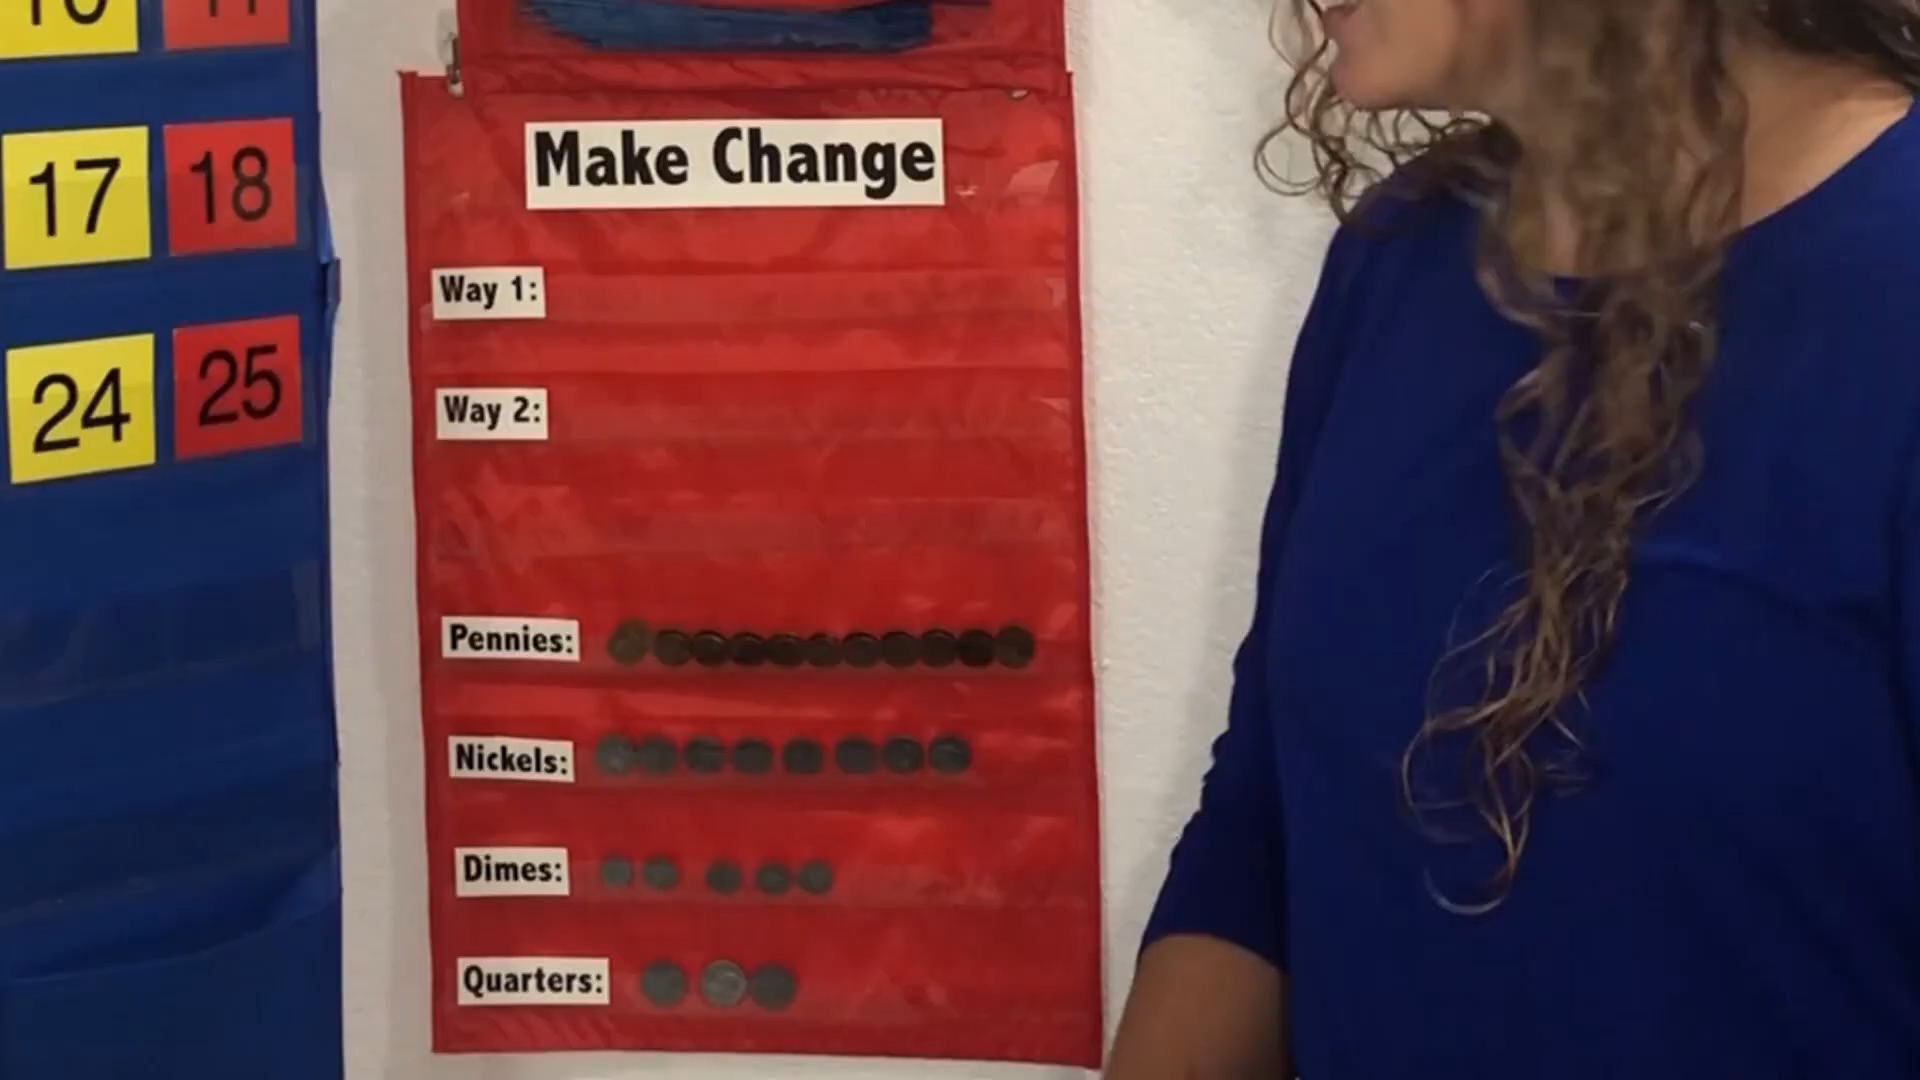 17 18
24 25
Make Change
Way 1:
Way 2:
Pennies:
Nickels:
Dimes:
Quarters: